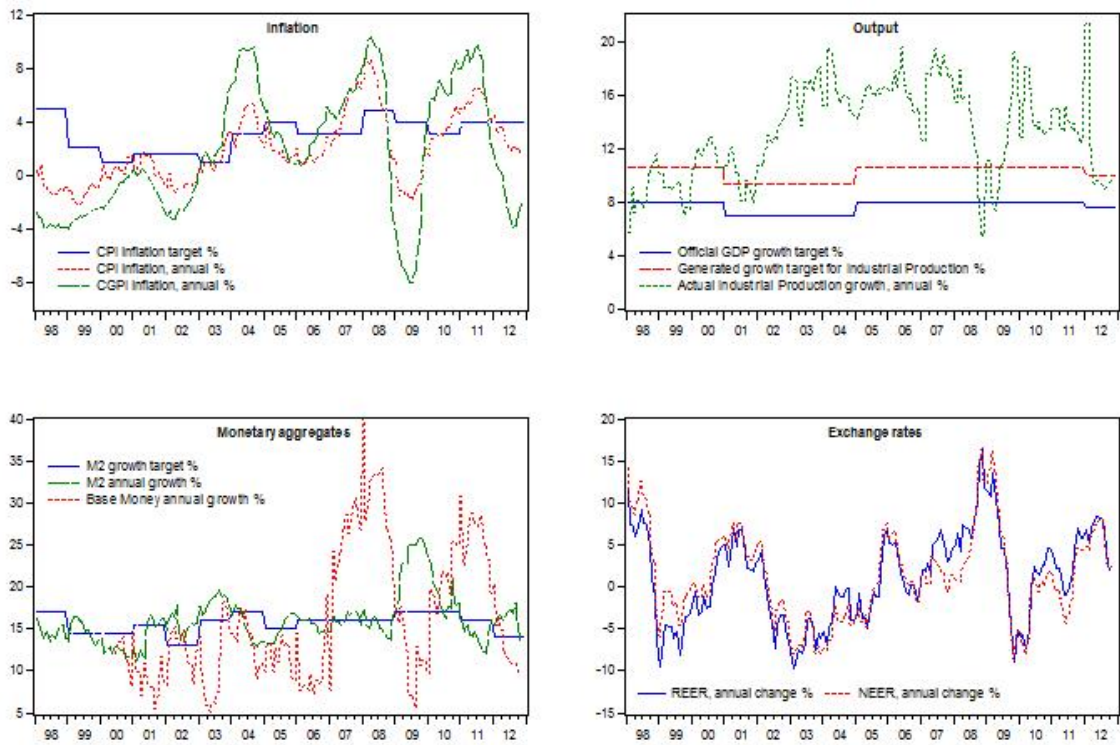 Inflation
12
8
4
0
-4
-8
CPI Inflation target %
CPI Inflation, annual %
CGPI Inflation, annual %
98 99 00 01 02 03 04 05 06 07 08 09 10 11 12
Output
20
16
12
8
4
0
Official GDP growth target %
Generated growth target for Industrial Production %
Actual Industrial Production growth, annual %
98 99 00 01 02 03 04 05 06 07 08 09 10 11 12
Monetary aggregates
40
35
30
25
20
15
10
5
M2 growth target %
M2 annual growth %
Base Money annual growth %
98 99 00 01 02 03 04 05 06 07 08 09 10 11 12
Exchange rates
20
15
10
5
0
-5
-10
-15
REER, annual change % NEER, annual change %
98 99 00 01 02 03 04 05 06 07 08 09 10 11 12